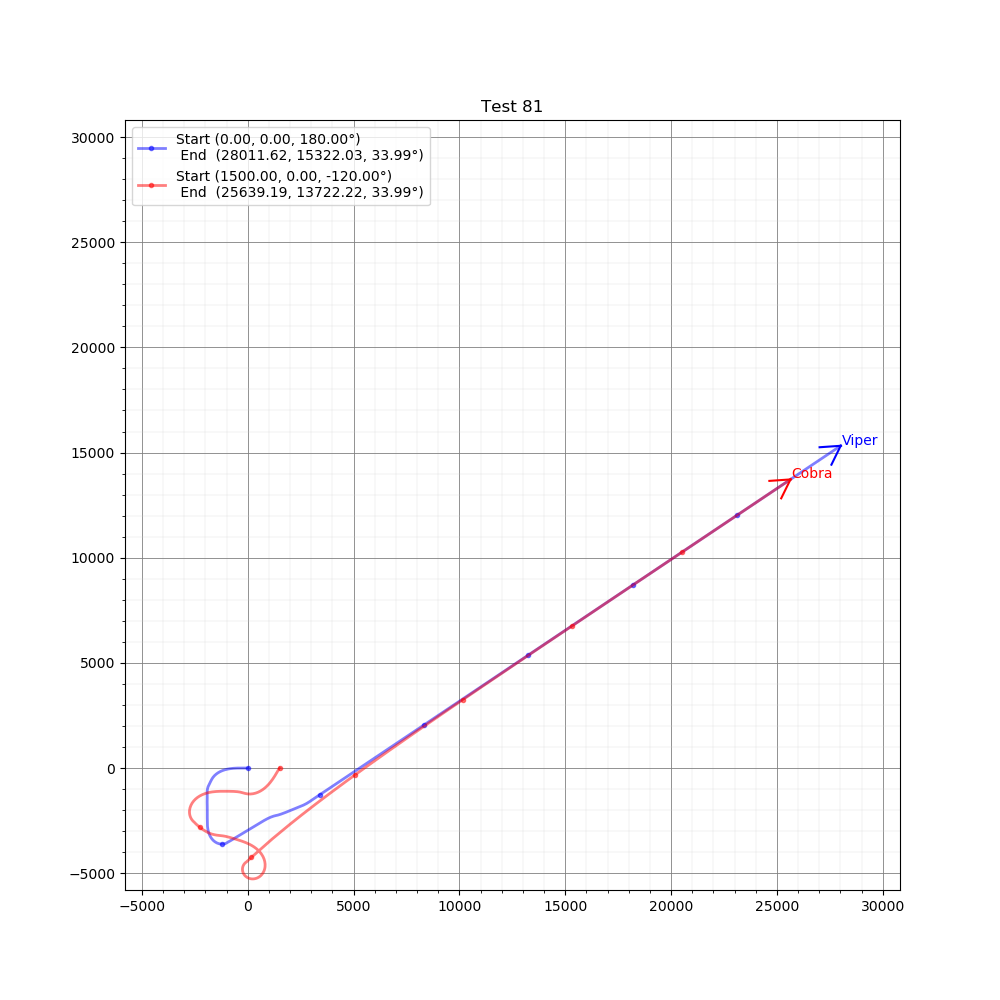 Test 81
Start (0.00, 0.00, 180.00°)
End  (28011.62, 15322.03, 33.99°)
Start (1500.00, 0.00, -120.00°)
End  (25639.19, 13722.22, 33.99°)
30000
25000
20000
15000
10000
5000
0
−5000
Viper
Cobra
−5000 0 5000 10000 15000 20000 25000 30000